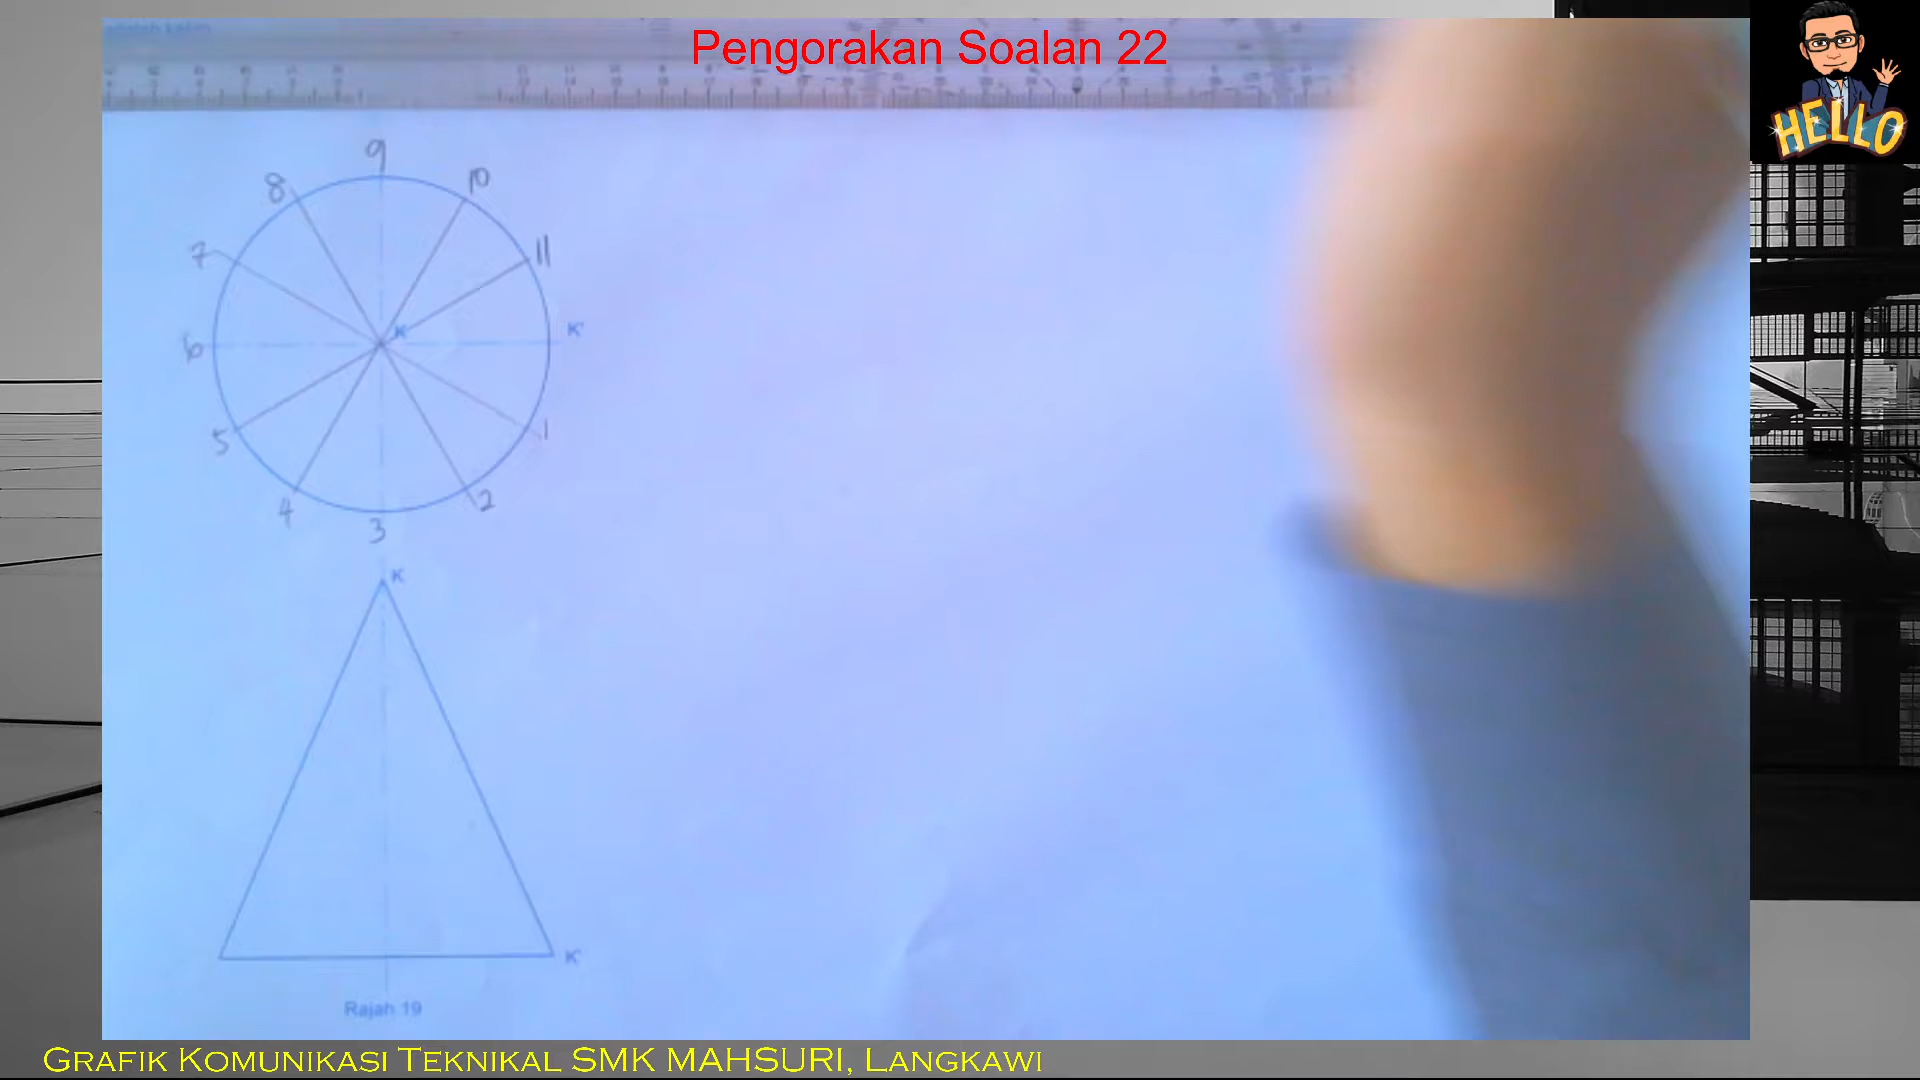 Pengorakan Soalan 22
HELLO
9
8
10
7
11
K
K'
6
5
1
4
2
3
K
K'
Rajah 19
GRAFIK KOMUNIKASI TEKNIKAL SMK MAHSURI, LANGKAWI